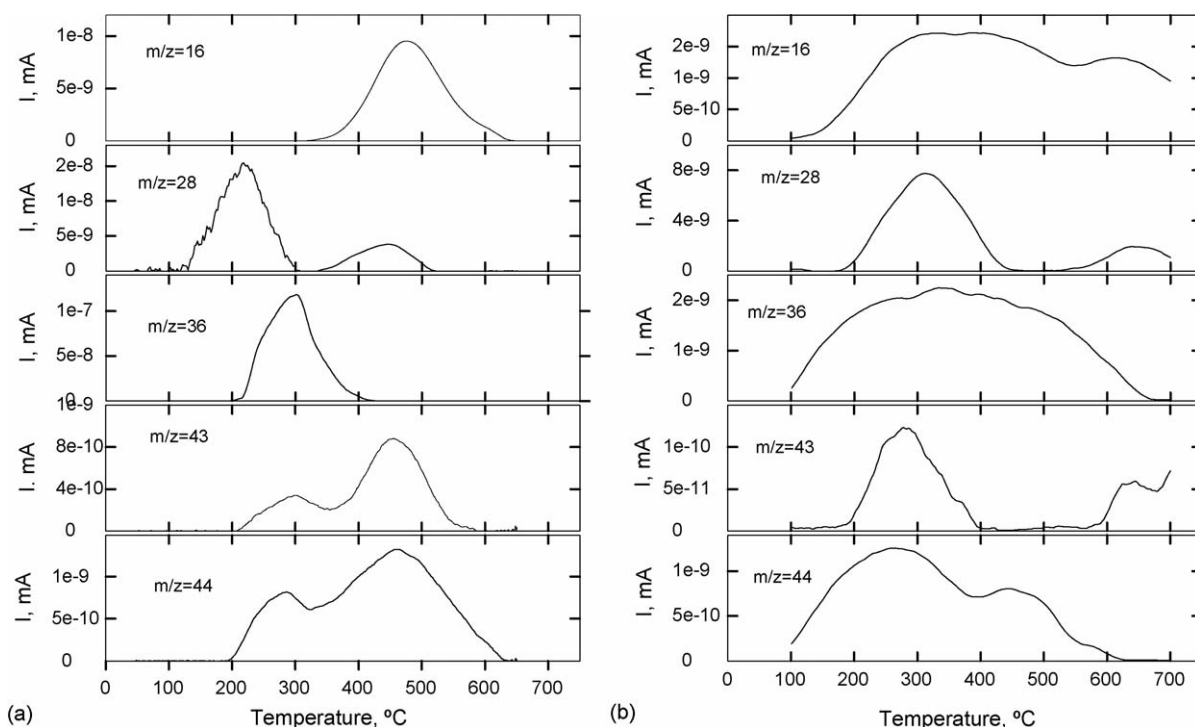 1e-8
m/z=16
5e-9
I, mA
0
2e-8
m/z=28
1e-8
I, mA
5e-9
0
1e-7
m/z=36
5e-8
I, mA
0
1e-9
m/z=43
8e-10
I. mA
4e-10
0
1e-9
m/z=44
5e-10
I, mA
0
0 100 200 300 400 500 600 700
Temperature, ºC
(a)
2e-9
m/z=16
1e-9
I, mA
5e-10
0
8e-9
m/z=28
4e-9
I, mA
0
2e-9
m/z=36
1e-9
I, mA
0
1e-10
m/z=43
5e-11
I, mA
0
1e-9
m/z=44
5e-10
I, mA
0
0 100 200 300 400 500 600 700
Temperature, ºC
(b)